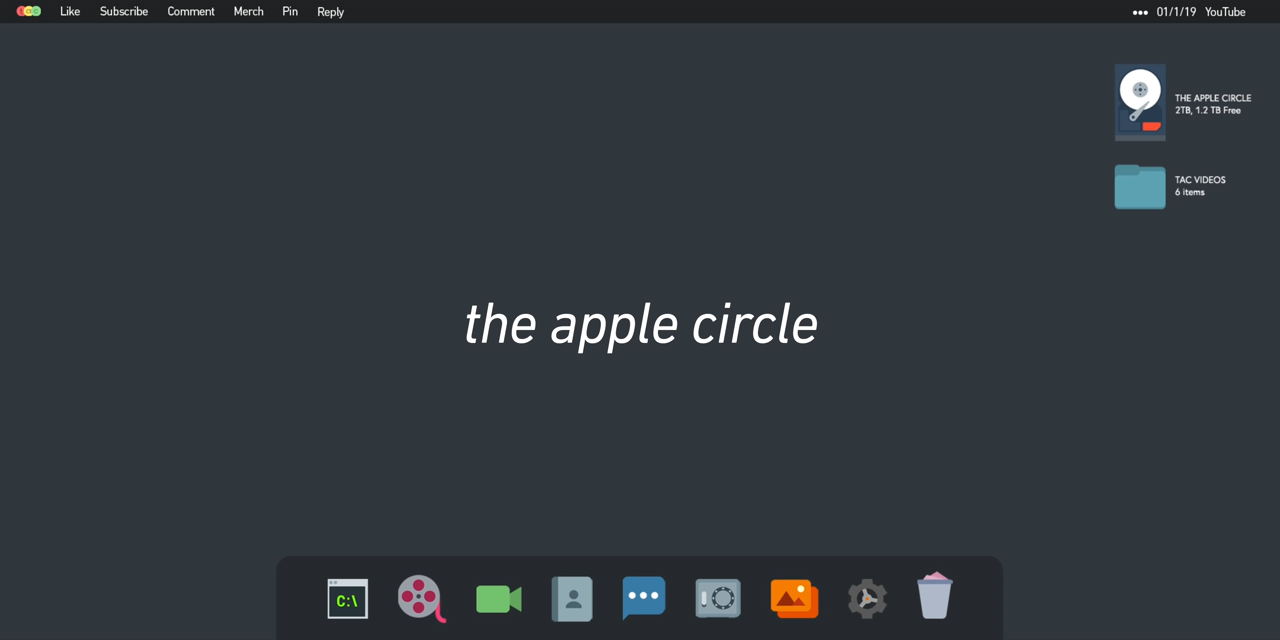 tac Like Subscribe Comment Merch Pin Reply ••• 01/1/19 YouTube
THE APPLE CIRCLE
2TB, 1.2 TB Free
TAC VIDEOS
6 items
the apple circle
C:\